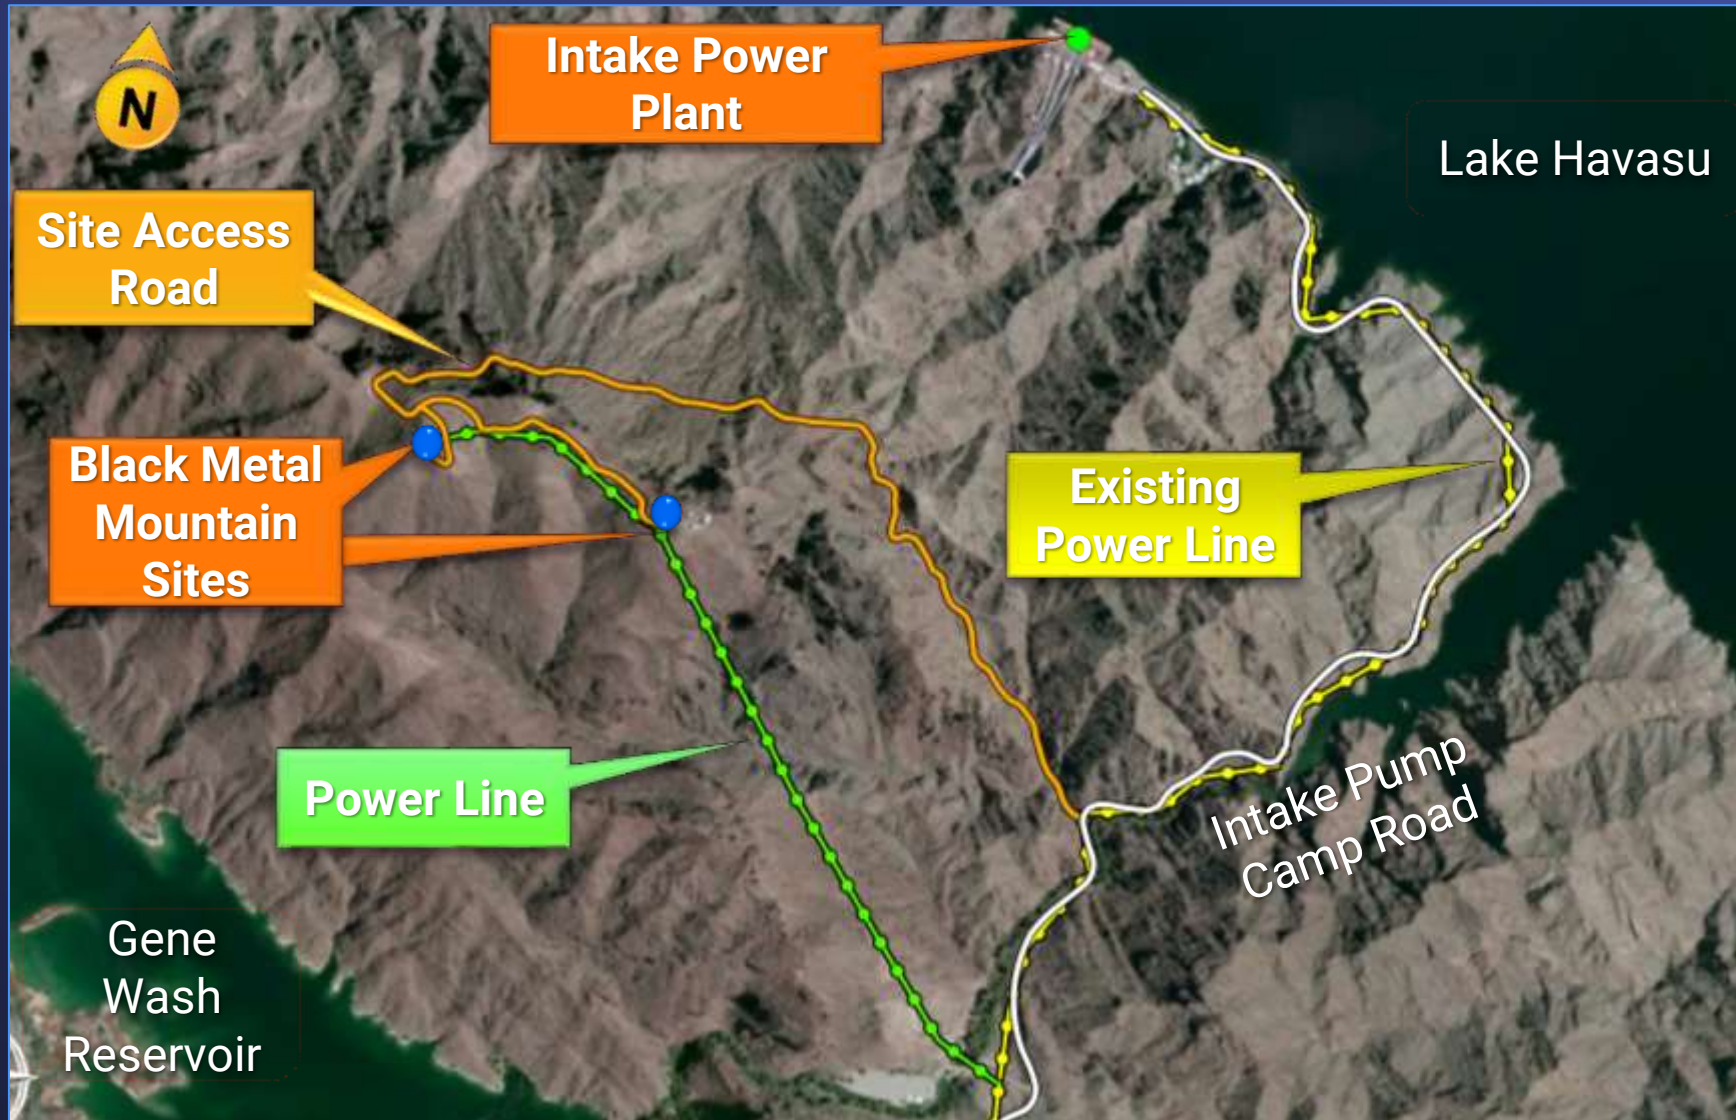 N
Intake Power
Plant
Lake Havasu
Site Access
Road
Black Metal
Mountain
Sites
Existing
Power Line
Power Line
Intake Pump
Camp Road
Gene
Wash
Reservoir